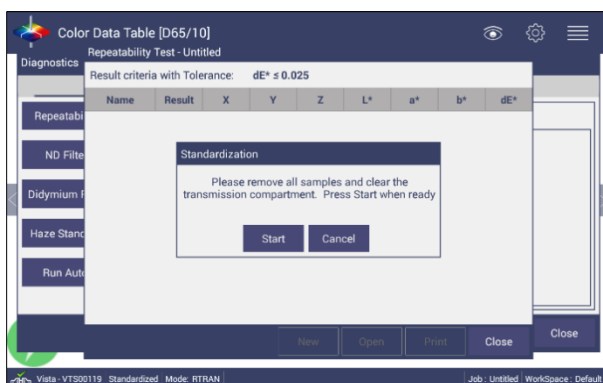 Color Data Table [D65/10]
Repeatability Test - Untitled
Diagnostics
Result criteria with Tolerance: dE* ≤ 0.025
Name Result X Y Z L* a* b* dE*
Repeatabi
ND Filte
Didymium F
Haze Stand
Run Auto
Standardization
Please remove all samples and clear the
transmission compartment. Press Start when ready
Start Cancel
New Open Print Close
Close
Vista - VTS00119 Standardized Mode: RTRAN Job : Untitled WorkSpace : Default